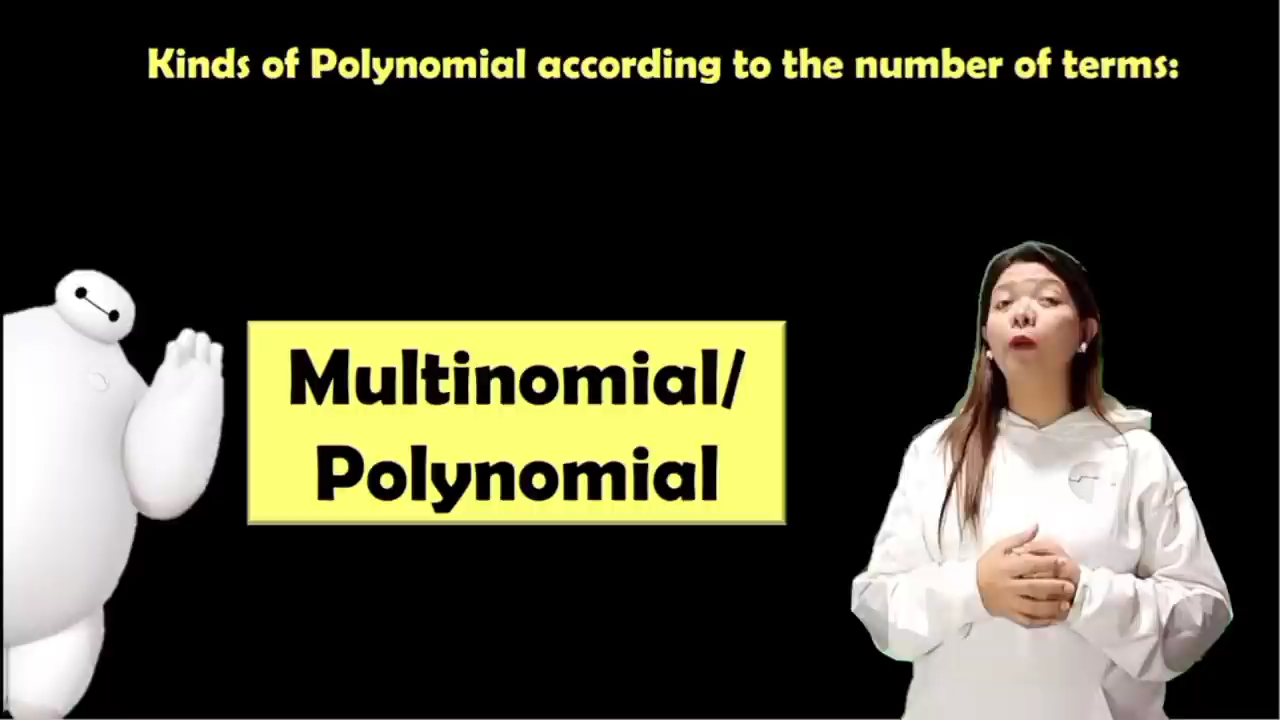 Kinds of Polynomial according to the number of terms:
Multinomial/
Polynomial